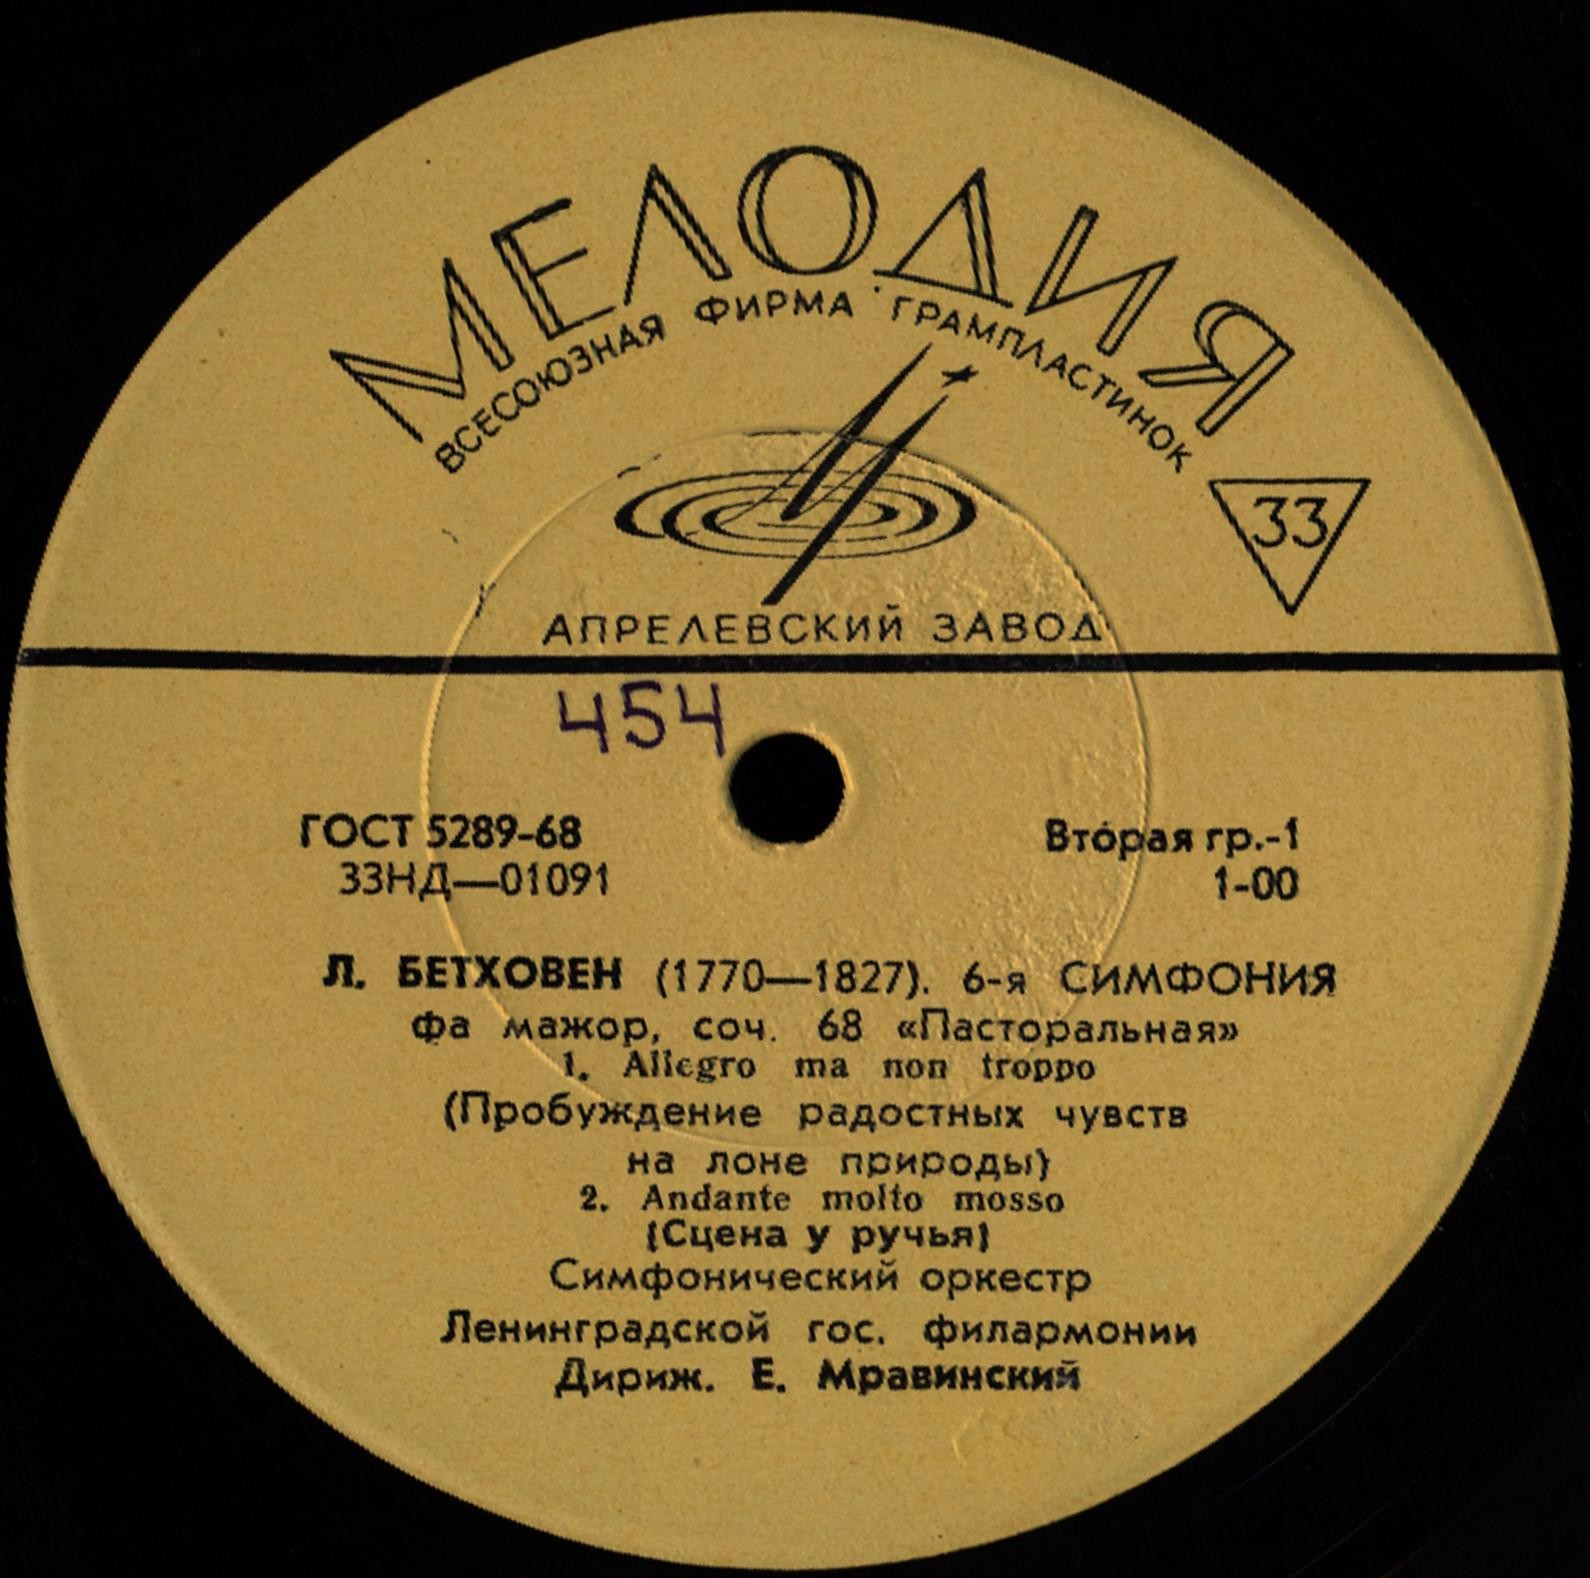 МЕЛОДИЯ
ВСЕСОЮЗНАЯ ФИРМА ГРАМПЛАСТИНОК
33
АПРЕЛЕВСКИЙ ЗАВОД
454
ГОСТ 5289-68
Вторая гр.-1
33НД—01091
1-00
Л. БЕТХОВЕН (1770—1827). 6-я СИМФОНИЯ
фа мажор, соч. 68 «Пасторальная»
1. Allegro ma non troppo
(Пробуждение радостных чувств
на лоне природы)
2. Andante molto mosso
(Сцена у ручья)
Симфонический оркестр
Ленинградской гос. филармонии
Дириж. Е. Мравинский